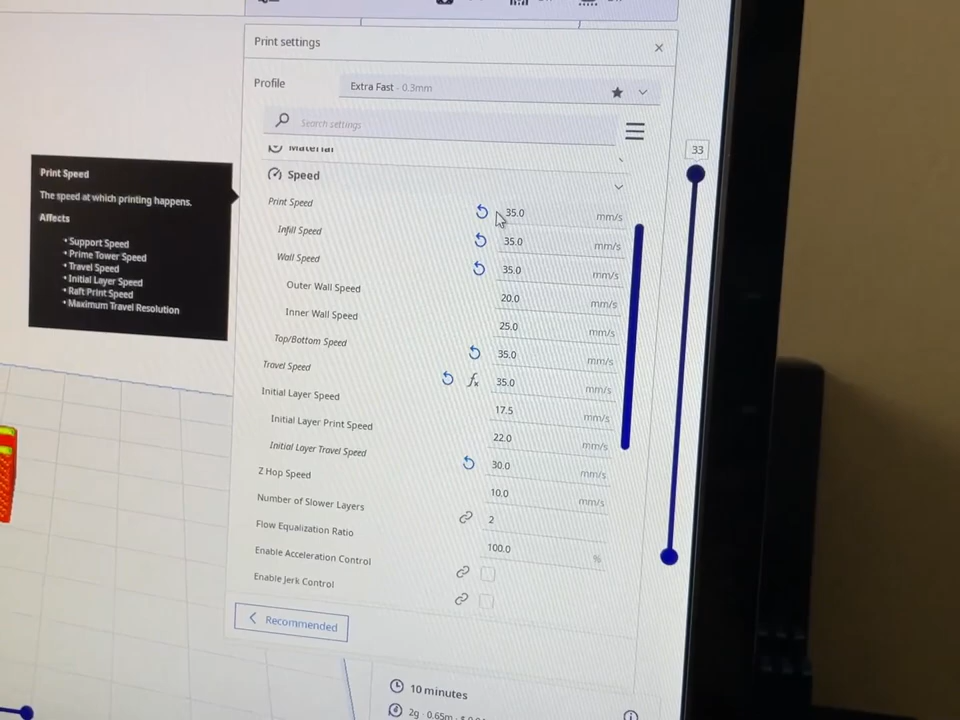 Print settings
Profile
Extra Fast - 0.3mm
Search settings
Material
Speed
Print Speed 35.0 mm/s
Infill Speed 35.0 mm/s
Wall Speed 35.0 mm/s
Outer Wall Speed 20.0 mm/s
Inner Wall Speed 25.0 mm/s
Top/Bottom Speed 35.0 mm/s
Travel Speed fx 35.0 mm/s
Initial Layer Speed 17.5 mm/s
Initial Layer Print Speed 22.0 mm/s
Initial Layer Travel Speed 30.0 mm/s
Z Hop Speed 10.0 mm/s
Number of Slower Layers 2
Flow Equalization Ratio 100.0 %
Enable Acceleration Control
Enable Jerk Control
Recommended
Print Speed
The speed at which printing happens.
Affects
• Support Speed
• Prime Tower Speed
• Travel Speed
• Initial Layer Speed
• Raft Print Speed
• Maximum Travel Resolution
33
10 minutes
2g · 0.65m